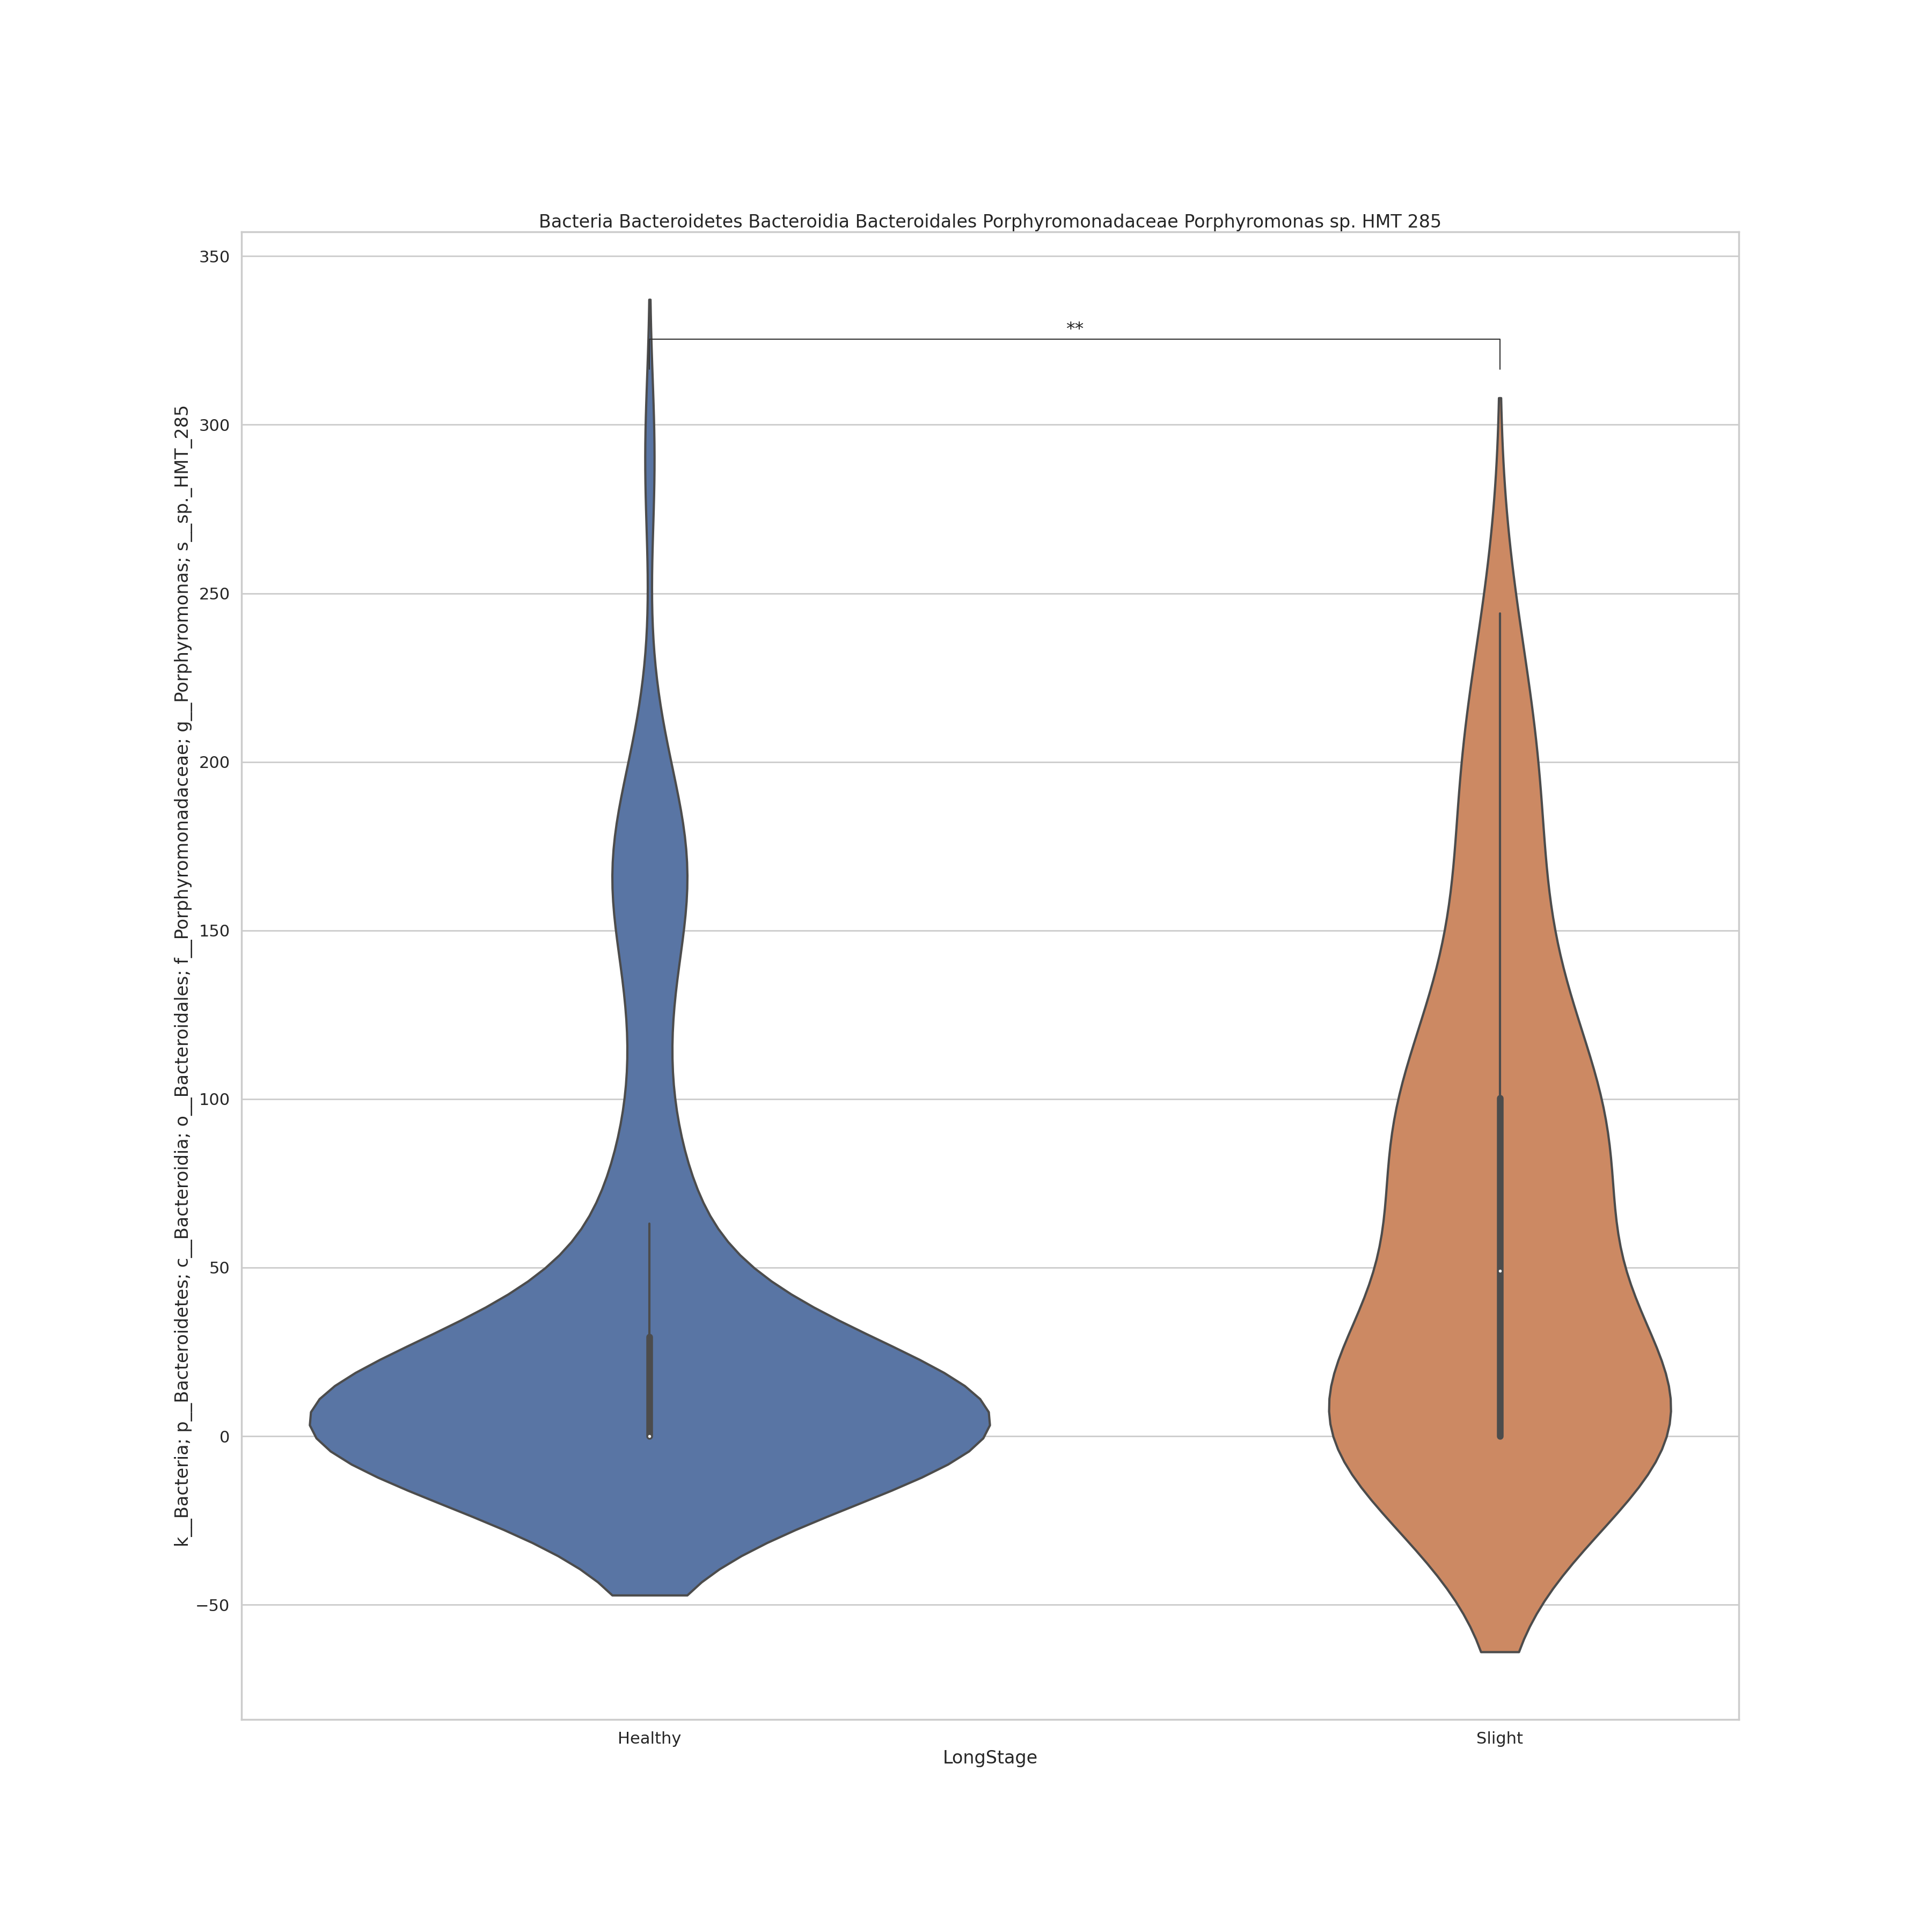 Bacteria Bacteroidetes Bacteroidia Bacteroidales Porphyromonadaceae Porphyromonas sp. HMT 285
k__Bacteria; p__Bacteroidetes; c__Bacteroidia; o__Bacteroidales; f__Porphyromonadaceae; g__Porphyromonas; s__sp._HMT_285
350
300
250
200
150
100
50
0
−50
**
Healthy
Slight
LongStage